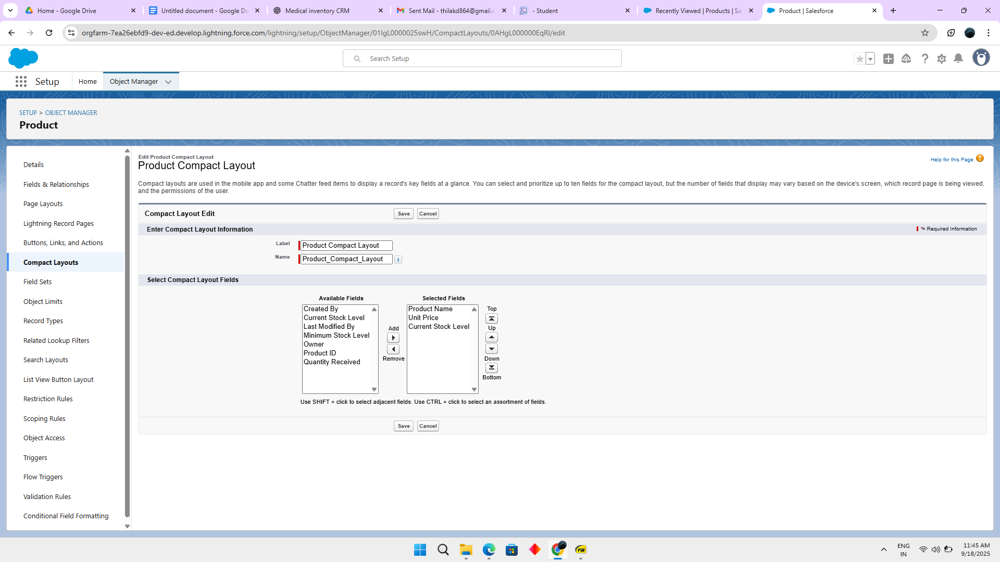 Home - Google Drive
Untitled document - Google Do
Medical inventory CRM
Sent Mail - thilakd864@gmail.c
- Student
Recently Viewed | Products | Sa
Product | Salesforce
orgfarm-7ea26ebfd9-dev-ed.develop.lightning.force.com/lightning/setup/ObjectManager/01IgL0000025swH/CompactLayouts/0AHgL000000EqRl/edit
Search Setup
Setup
Home
Object Manager
SETUP > OBJECT MANAGER
Product
Details
Fields & Relationships
Page Layouts
Lightning Record Pages
Buttons, Links, and Actions
Compact Layouts
Field Sets
Object Limits
Record Types
Related Lookup Filters
Search Layouts
List View Button Layout
Restriction Rules
Scoping Rules
Object Access
Triggers
Flow Triggers
Validation Rules
Conditional Field Formatting
Edit Product Compact Layout
Product Compact Layout
Help for this Page
Compact layouts are used in the mobile app and some Chatter feed items to display a record's key fields at a glance. You can select and prioritize up to ten fields for the compact layout, but the number of fields that display may vary based on the device's screen, which record page is being viewed,
and the permissions of the user.
Compact Layout Edit
Save Cancel
Enter Compact Layout Information
= Required Information
Label Product Compact Layout
Name Product_Compact_Layout i
Select Compact Layout Fields
Available Fields
Created By
Current Stock Level
Last Modified By
Minimum Stock Level
Owner
Product ID
Quantity Received
Add
Remove
Selected Fields
Product Name
Unit Price
Current Stock Level
Top
Up
Down
Bottom
Use SHIFT + click to select adjacent fields. Use CTRL + click to select an assortment of fields.
Save Cancel
PDF
ENG
IN
11:45 AM
9/18/2025